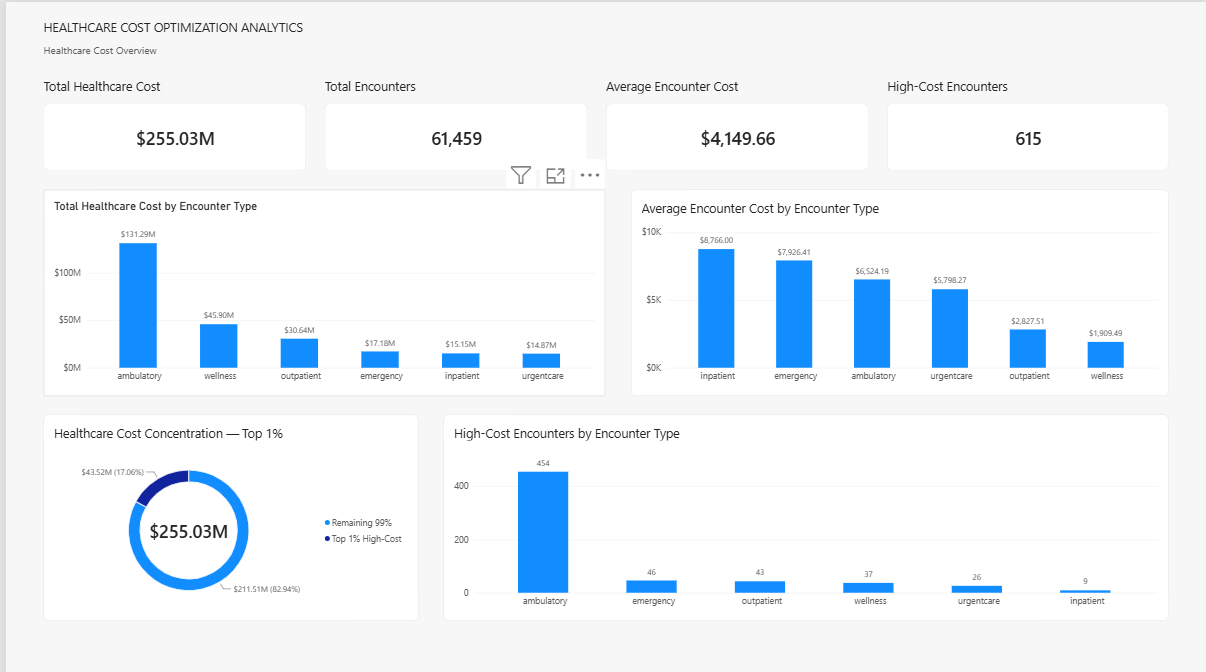 HEALTHCARE COST OPTIMIZATION ANALYTICS
Healthcare Cost Overview
Total Healthcare Cost
Total Encounters
Average Encounter Cost
High-Cost Encounters
$255.03M
61,459
$4,149.66
615
Total Healthcare Cost by Encounter Type
$131.29M
$45.90M
$30.64M
$17.18M
$15.15M
$14.87M
$100M
$50M
$0M
ambulatory
wellness
outpatient
emergency
inpatient
urgentcare
Average Encounter Cost by Encounter Type
$10K
$5K
$0K
$8,766.00
$7,926.41
$6,524.19
$5,798.27
$2,827.51
$1,909.49
inpatient
emergency
ambulatory
urgentcare
outpatient
wellness
Healthcare Cost Concentration — Top 1%
$43.52M (17.06%)
$255.03M
$211.51M (82.94%)
Remaining 99%
Top 1% High-Cost
High-Cost Encounters by Encounter Type
400
200
0
454
46
43
37
26
9
ambulatory
emergency
outpatient
wellness
urgentcare
inpatient